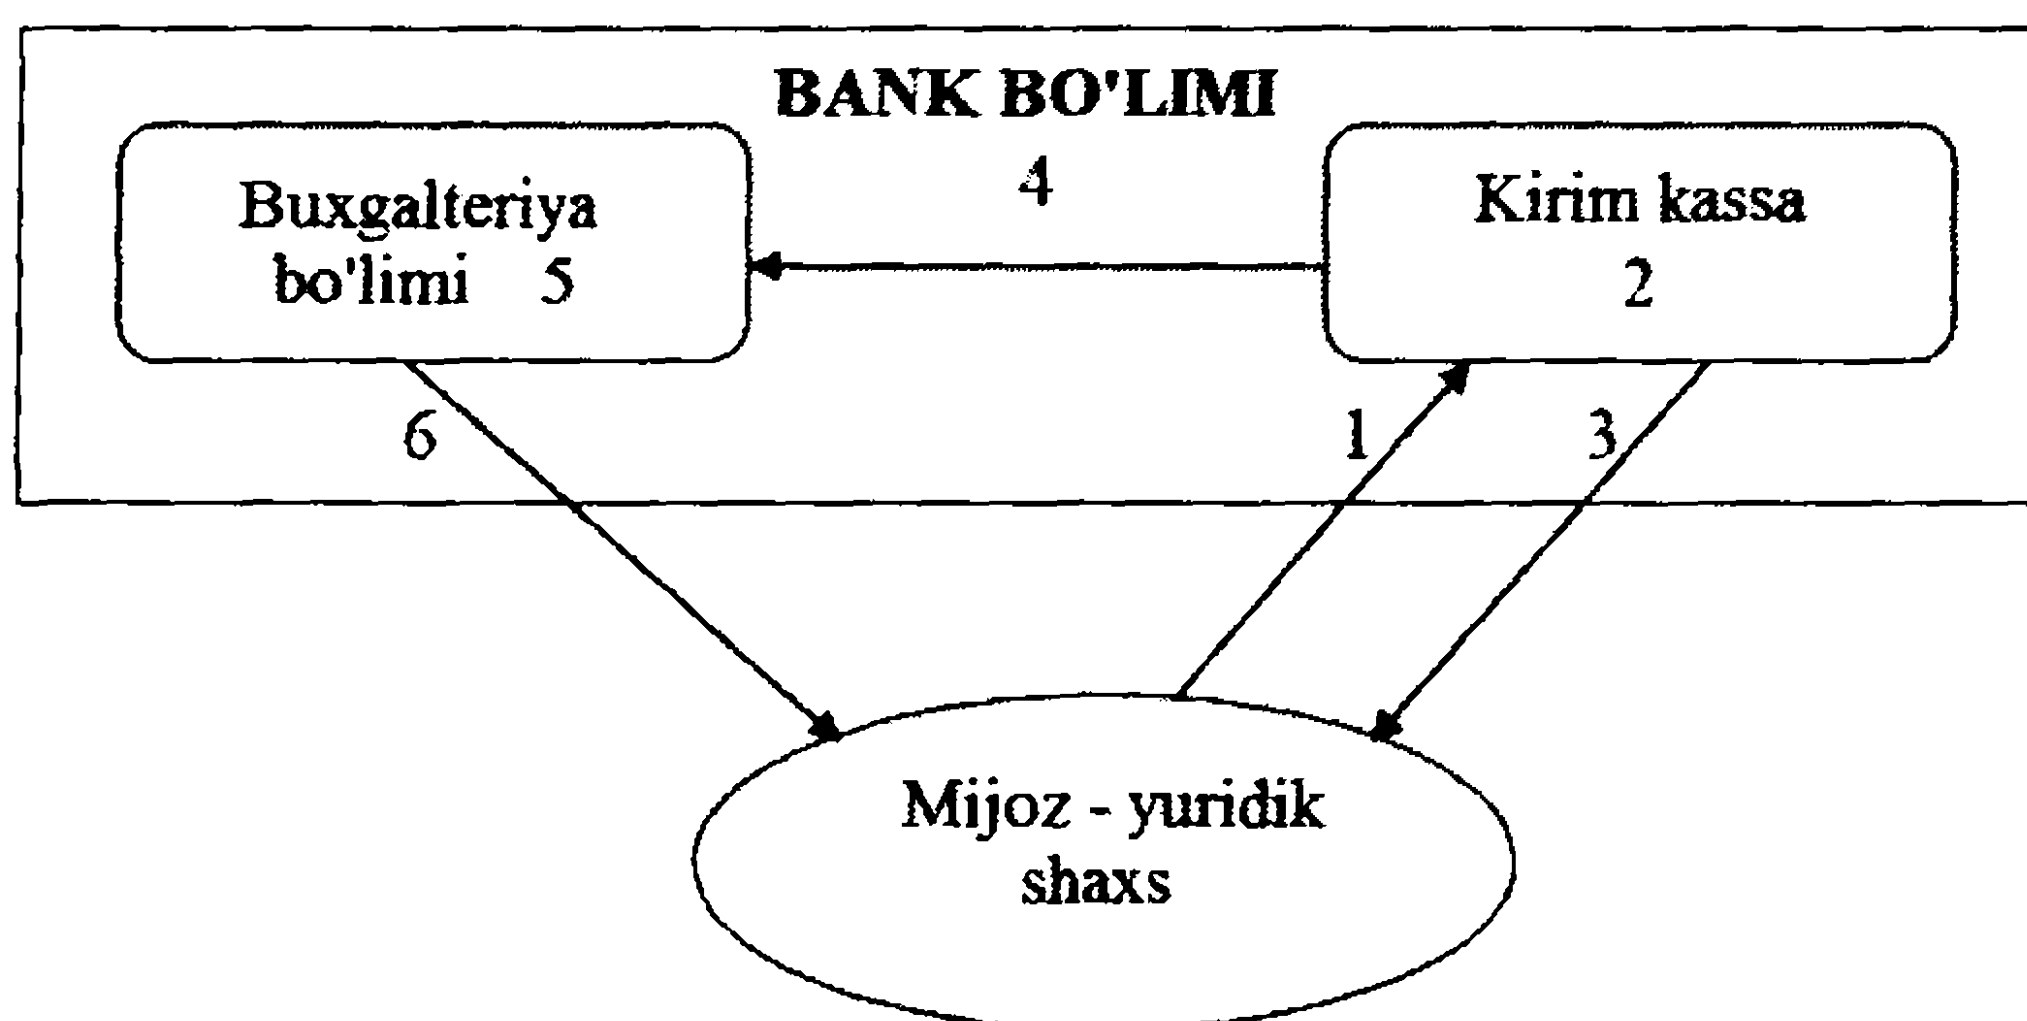 BANK BO'LIMI
Buxgalteriya
bo'limi 5
4
Kirim kassa
2
6
1
3
Mijoz - yuridik
shaxs